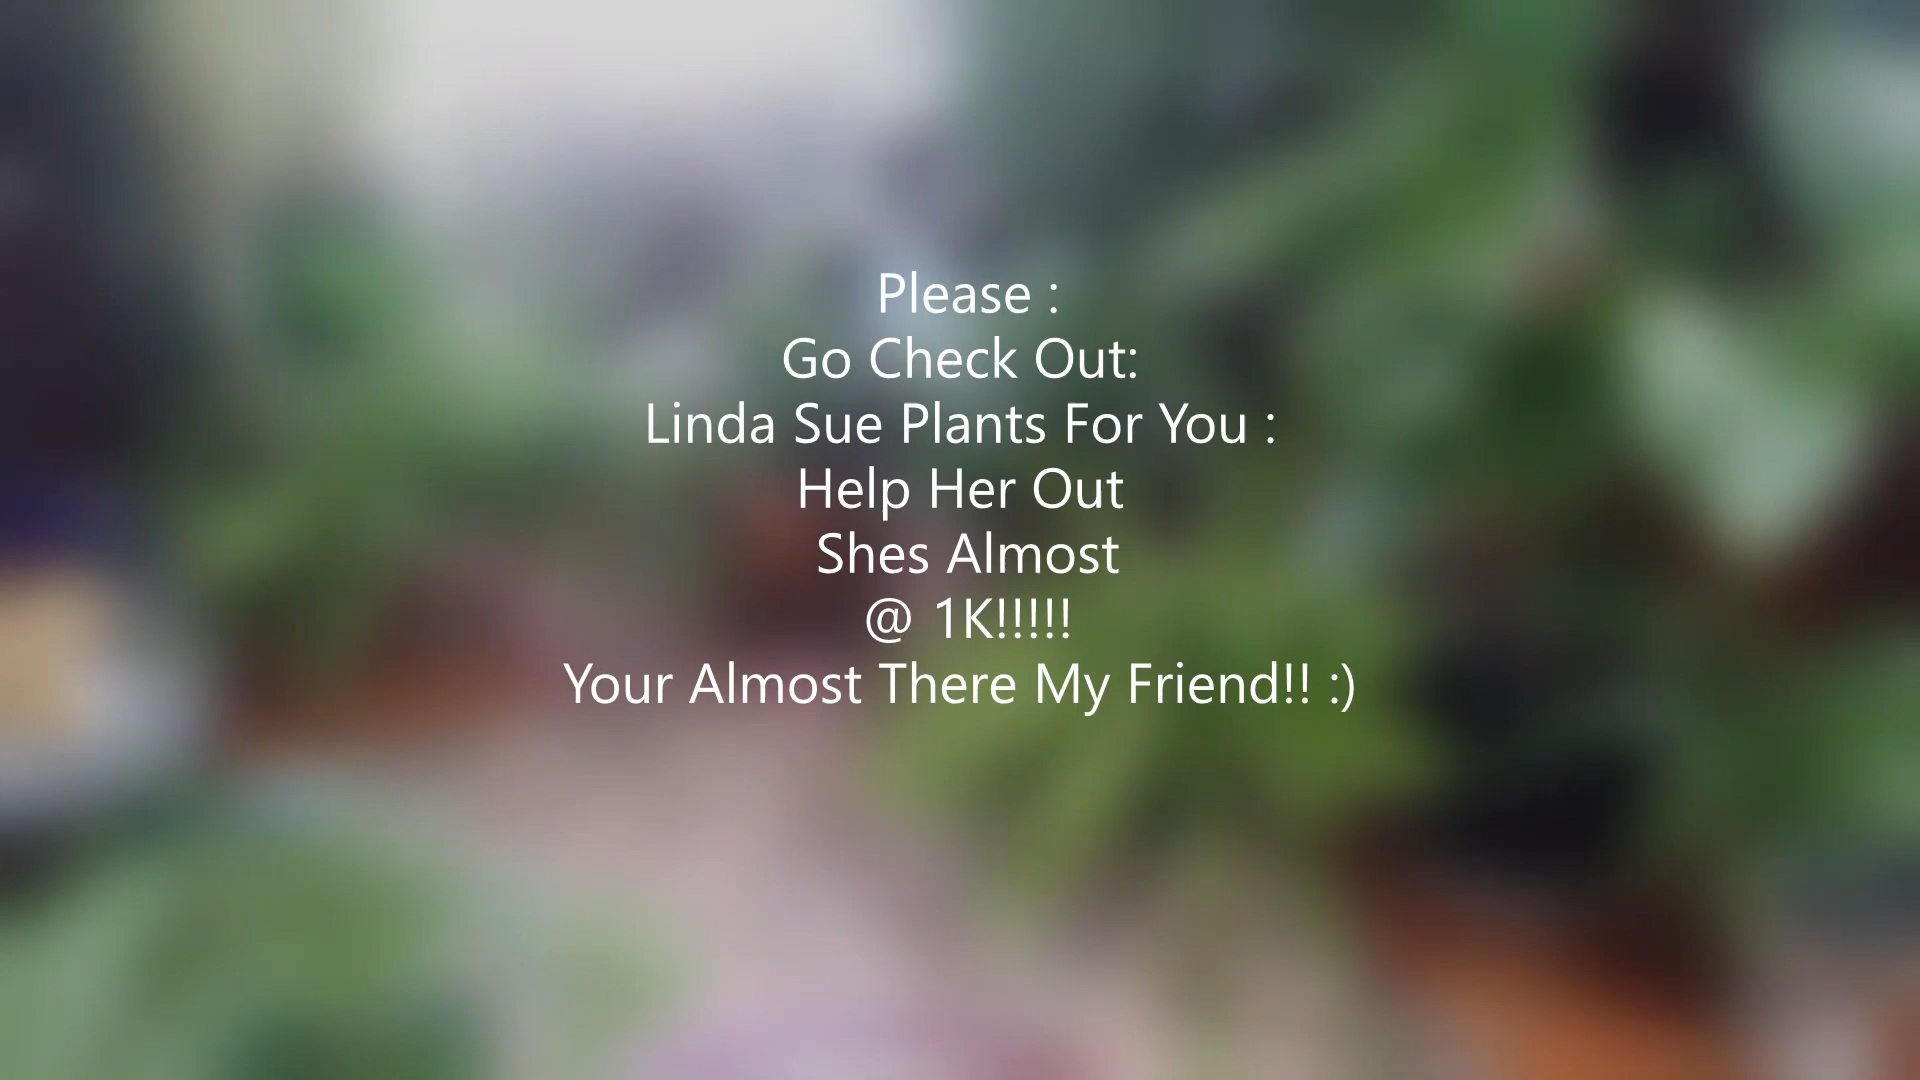 Please :
Go Check Out:
Linda Sue Plants For You :
Help Her Out
Shes Almost
@ 1K!!!!!
Your Almost There My Friend!! :)